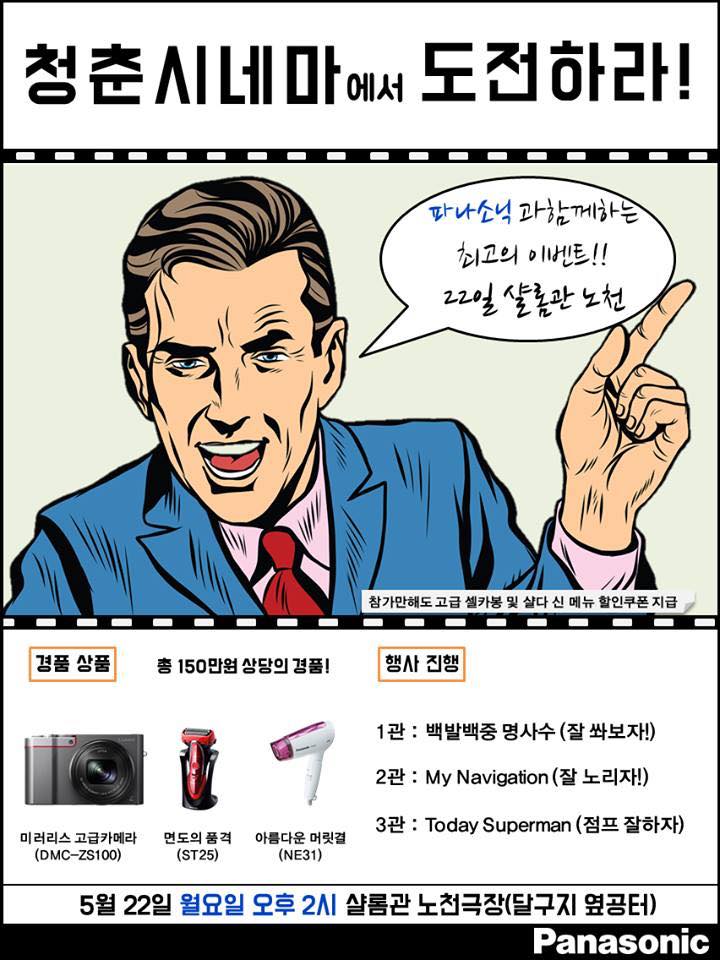 청춘시네마에서 도전하라!
파나소닉 과함께하는
최고의 이벤트!!
22일 샬롬관 노천
참가만해도 고급 셀카봉 및 샬다 신 메뉴 할인쿠폰 지급
경품 상품 총 150만원 상당의 경품! 행사 진행
1관 : 백발백중 명사수 (잘 쏴보자!)
2관 : My Navigation (잘 노리자!)
3관 : Today Superman (점프 잘하자)
미러리스 고급카메라 면도의 품격 아름다운 머릿결
(DMC-ZS100) (ST25) (NE31)
5월 22일 월요일 오후 2시 샬롬관 노천극장(달구지 옆공터)
Panasonic